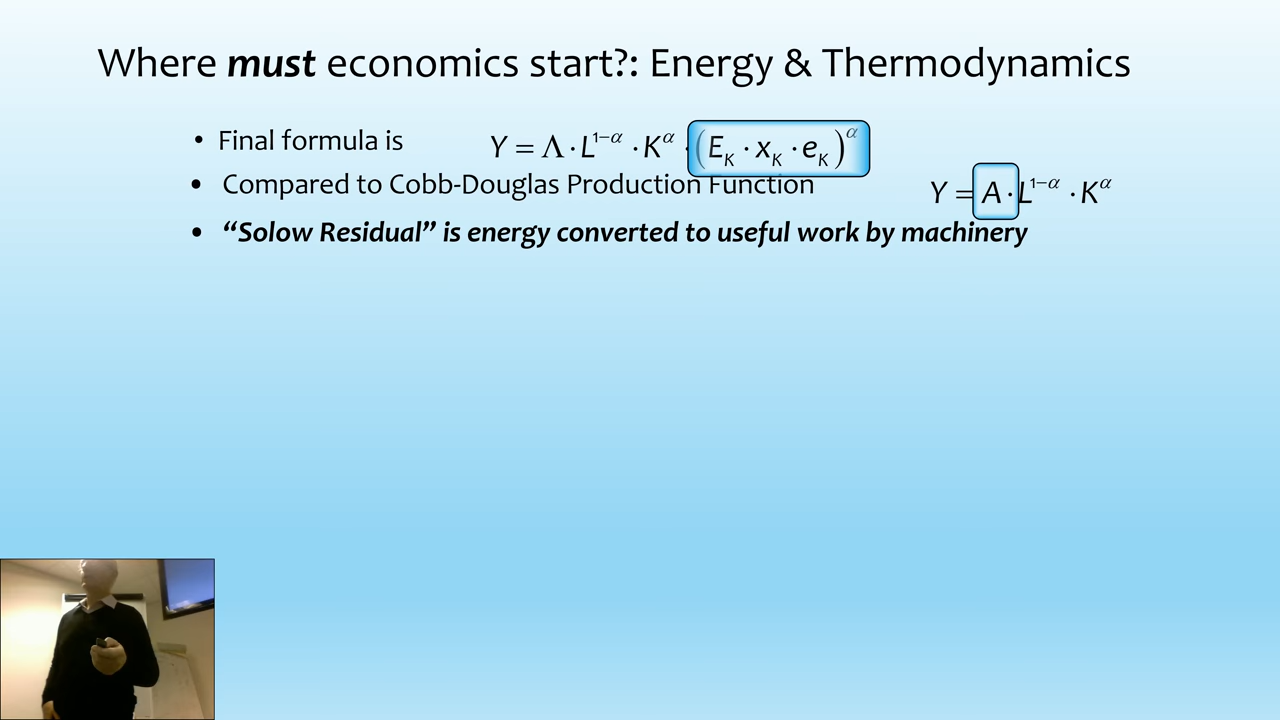 Where must economics start?: Energy & Thermodynamics
• Final formula is Y = Λ · L^{1−α} · K^α · (E_K · x_K · e_K)^α
• Compared to Cobb-Douglas Production Function Y = A · L^{1−α} · K^α
• “Solow Residual” is energy converted to useful work by machinery